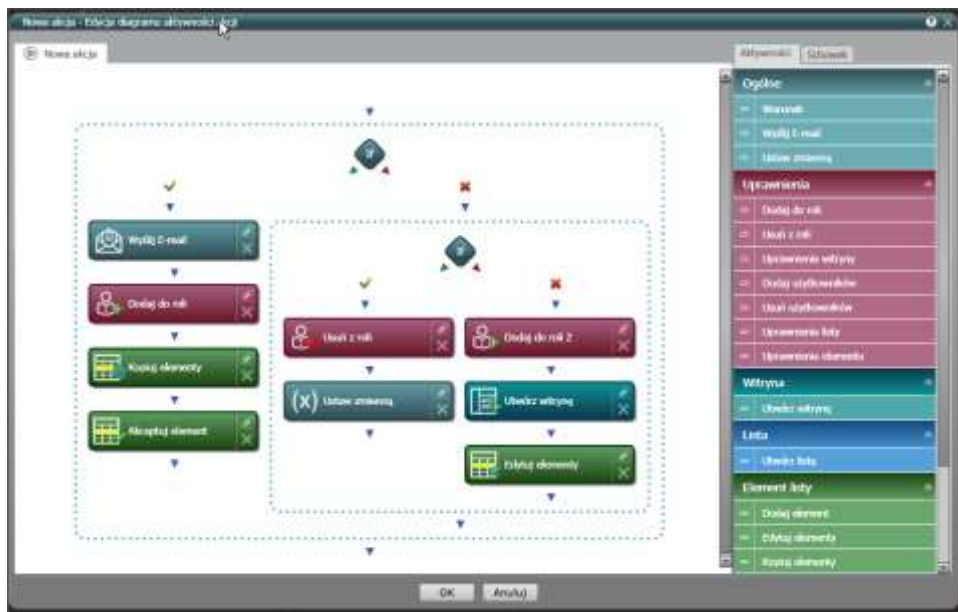 Nowa akcja - Edycja diagramu aktywności akcji
Nowa akcja
Aktywności
Schowek
Wyślij E-mail
Dodaj do roli
Kopiuj elementy
Akceptuj element
Usuń z roli
(x) Ustaw zmienną
Dodaj do roli 2
Utwórz witrynę
Edytuj elementy
Ogólne
Warunek
Wyślij E-mail
Ustaw zmienną
Uprawnienia
Dodaj do roli
Usuń z roli
Uprawnienia witryny
Dodaj użytkowników
Usuń użytkowników
Uprawnienia listy
Uprawnienia elementu
Witryna
Utwórz witrynę
Lista
Utwórz listę
Element listy
Dodaj element
Edytuj elementy
Kopiuj elementy
OK
Anuluj